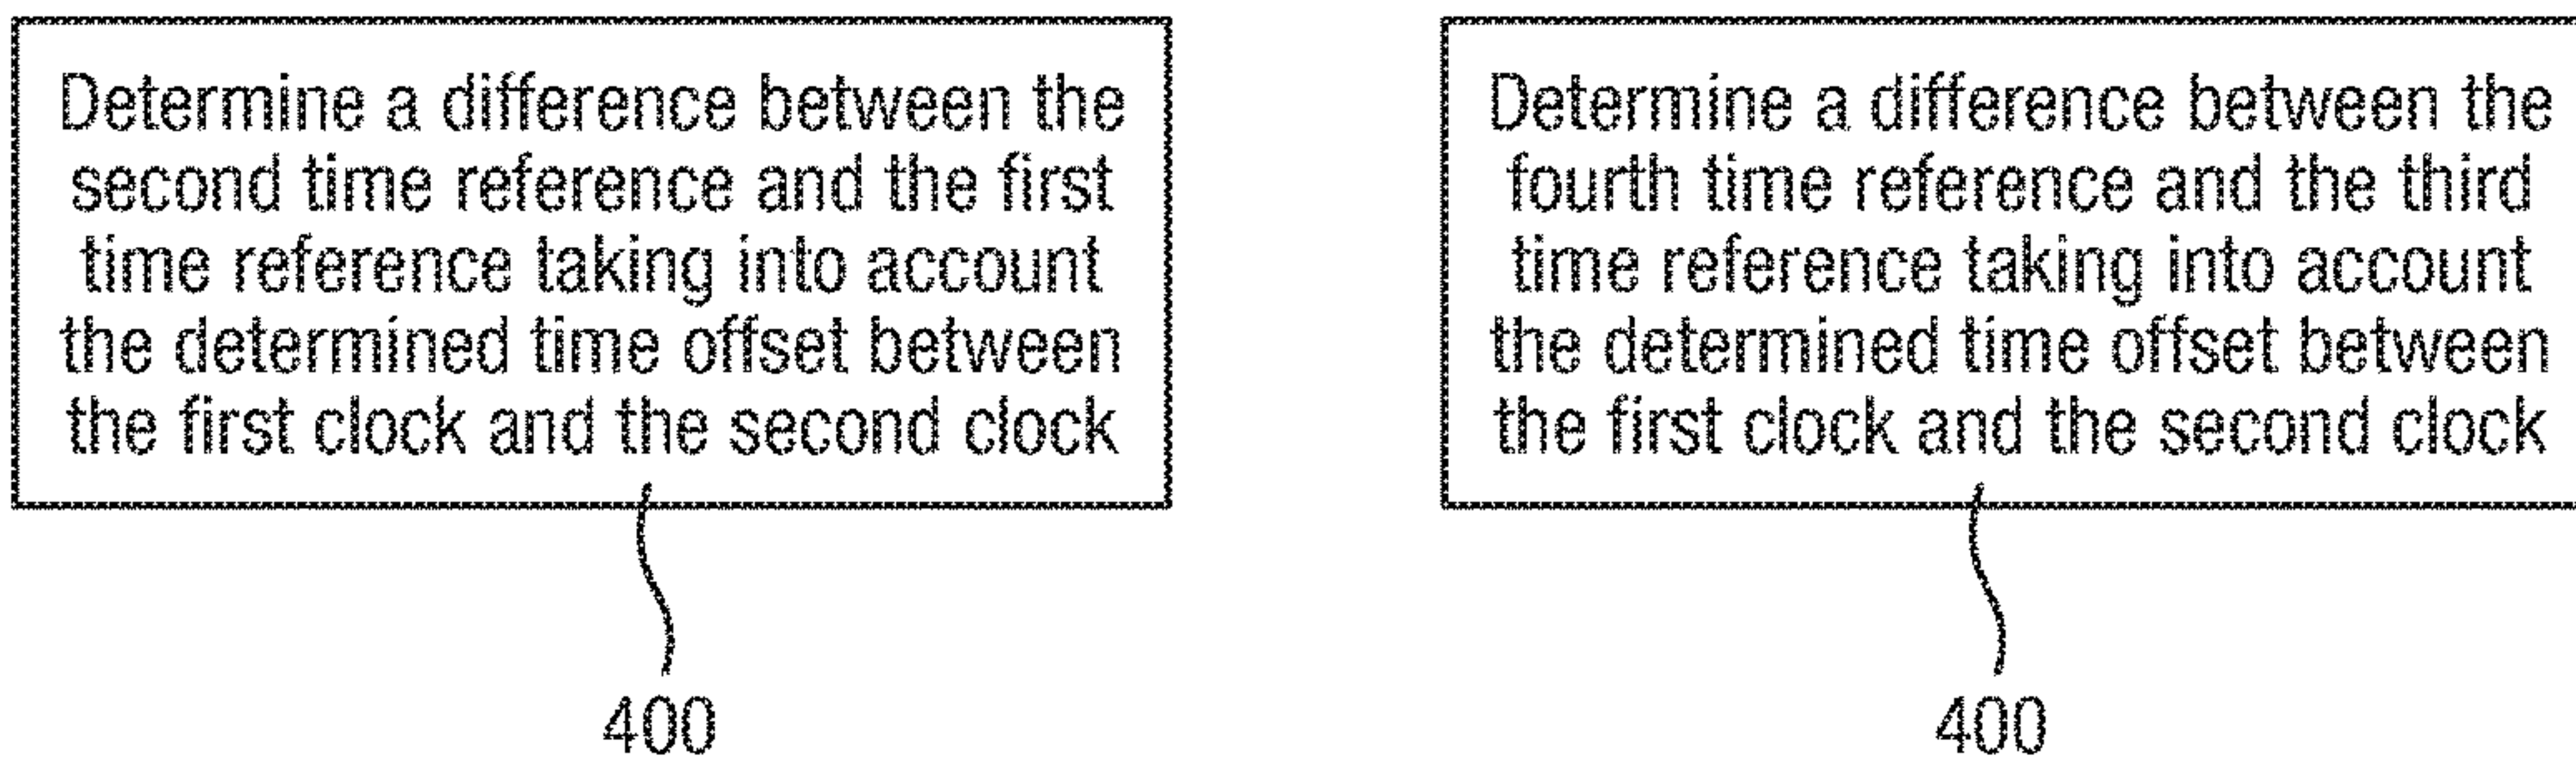 Determine a difference between the
second time reference and the first
time reference taking into account
the determined time offset between
the first clock and the second clock
400
Determine a difference between the
fourth time reference and the third
time reference taking into account
the determined time offset between
the first clock and the second clock
400